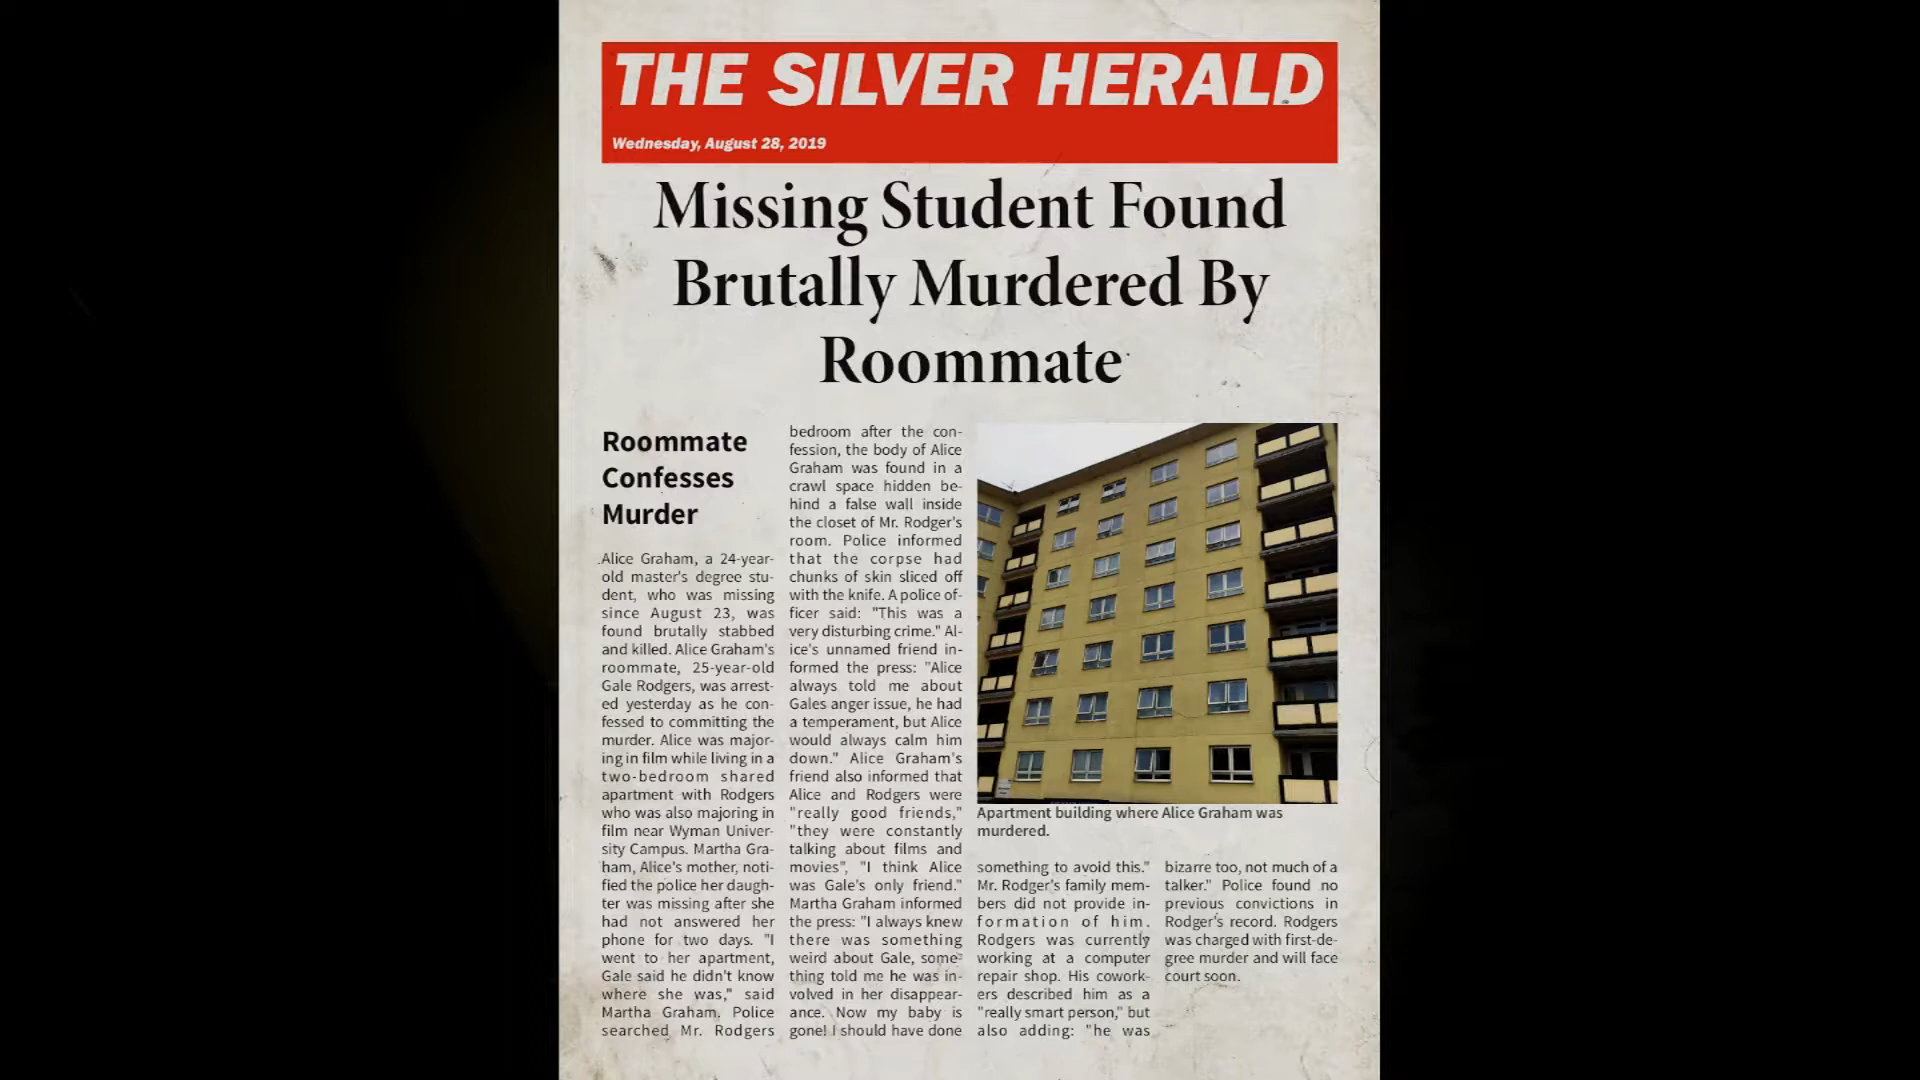 THE SILVER HERALD
Wednesday, August 28, 2019
Missing Student Found
Brutally Murdered By
Roommate
Roommate
Confesses
Murder
Alice Graham, a 24-year-
old master's degree stu-
dent, who was missing
since August 23, was
found brutally stabbed
and killed. Alice Graham's
roommate, 25-year-old
Gale Rodgers, was arrest-
ed yesterday as he con-
fessed to committing the
murder. Alice was major-
ing in film while living in a
two-bedroom shared
apartment with Rodgers
who was also majoring in
film near Wyman Univer-
sity Campus. Martha Gra-
ham, Alice's mother, noti-
fied the police her daugh-
ter was missing after she
had not answered her
phone for two days. "I
went to her apartment,
Gale said he didn't know
where she was," said
Martha Graham. Police
searched Mr. Rodgers
bedroom after the con-
fession, the body of Alice
Graham was found in a
crawl space hidden be-
hind a false wall inside
the closet of Mr. Rodger's
room. Police informed
that the corpse had
chunks of skin sliced off
with the knife. A police of-
ficer said: "This was a
very disturbing crime." Al-
ice's unnamed friend in-
formed the press: "Alice
always told me about
Gales anger issue, he had
a temperament, but Alice
would always calm him
down." Alice Graham's
friend also informed that
Alice and Rodgers were
"really good friends,"
"they were constantly
talking about films and
movies", "I think Alice
was Gale's only friend."
Martha Graham informed
the press: "I always knew
there was something
weird about Gale, some-
thing told me he was in-
volved in her disappear-
ance. Now my baby is
gone! I should have done
Apartment building where Alice Graham was
murdered.
something to avoid this."
Mr. Rodger's family mem-
bers did not provide in-
formation of him.
Rodgers was currently
working at a computer
repair shop. His cowork-
ers described him as a
"really smart person," but
also adding: "he was
bizarre too, not much of a
talker." Police found no
previous convictions in
Rodger's record. Rodgers
was charged with first-de-
gree murder and will face
court soon.